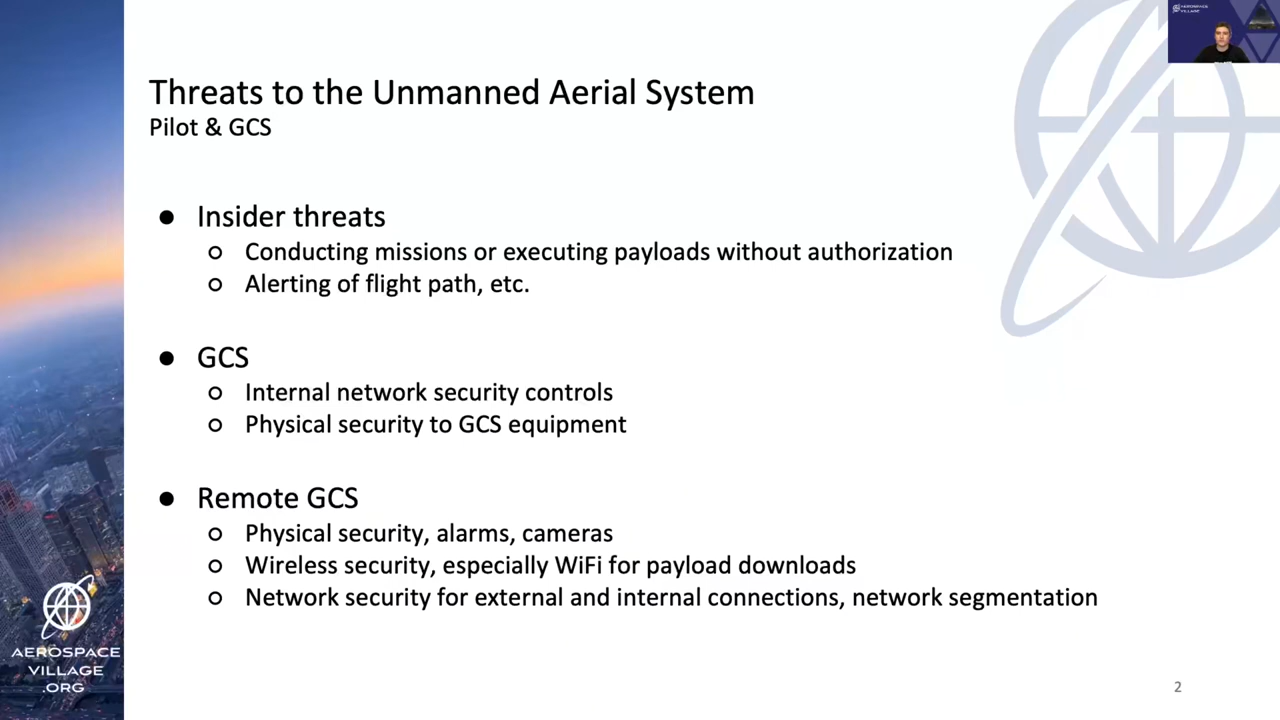 AEROSPACE
VILLAGE
Threats to the Unmanned Aerial System
Pilot & GCS
● Insider threats
○ Conducting missions or executing payloads without authorization
○ Alerting of flight path, etc.
● GCS
○ Internal network security controls
○ Physical security to GCS equipment
● Remote GCS
○ Physical security, alarms, cameras
○ Wireless security, especially WiFi for payload downloads
○ Network security for external and internal connections, network segmentation
AEROSPACE
VILLAGE
.ORG
2